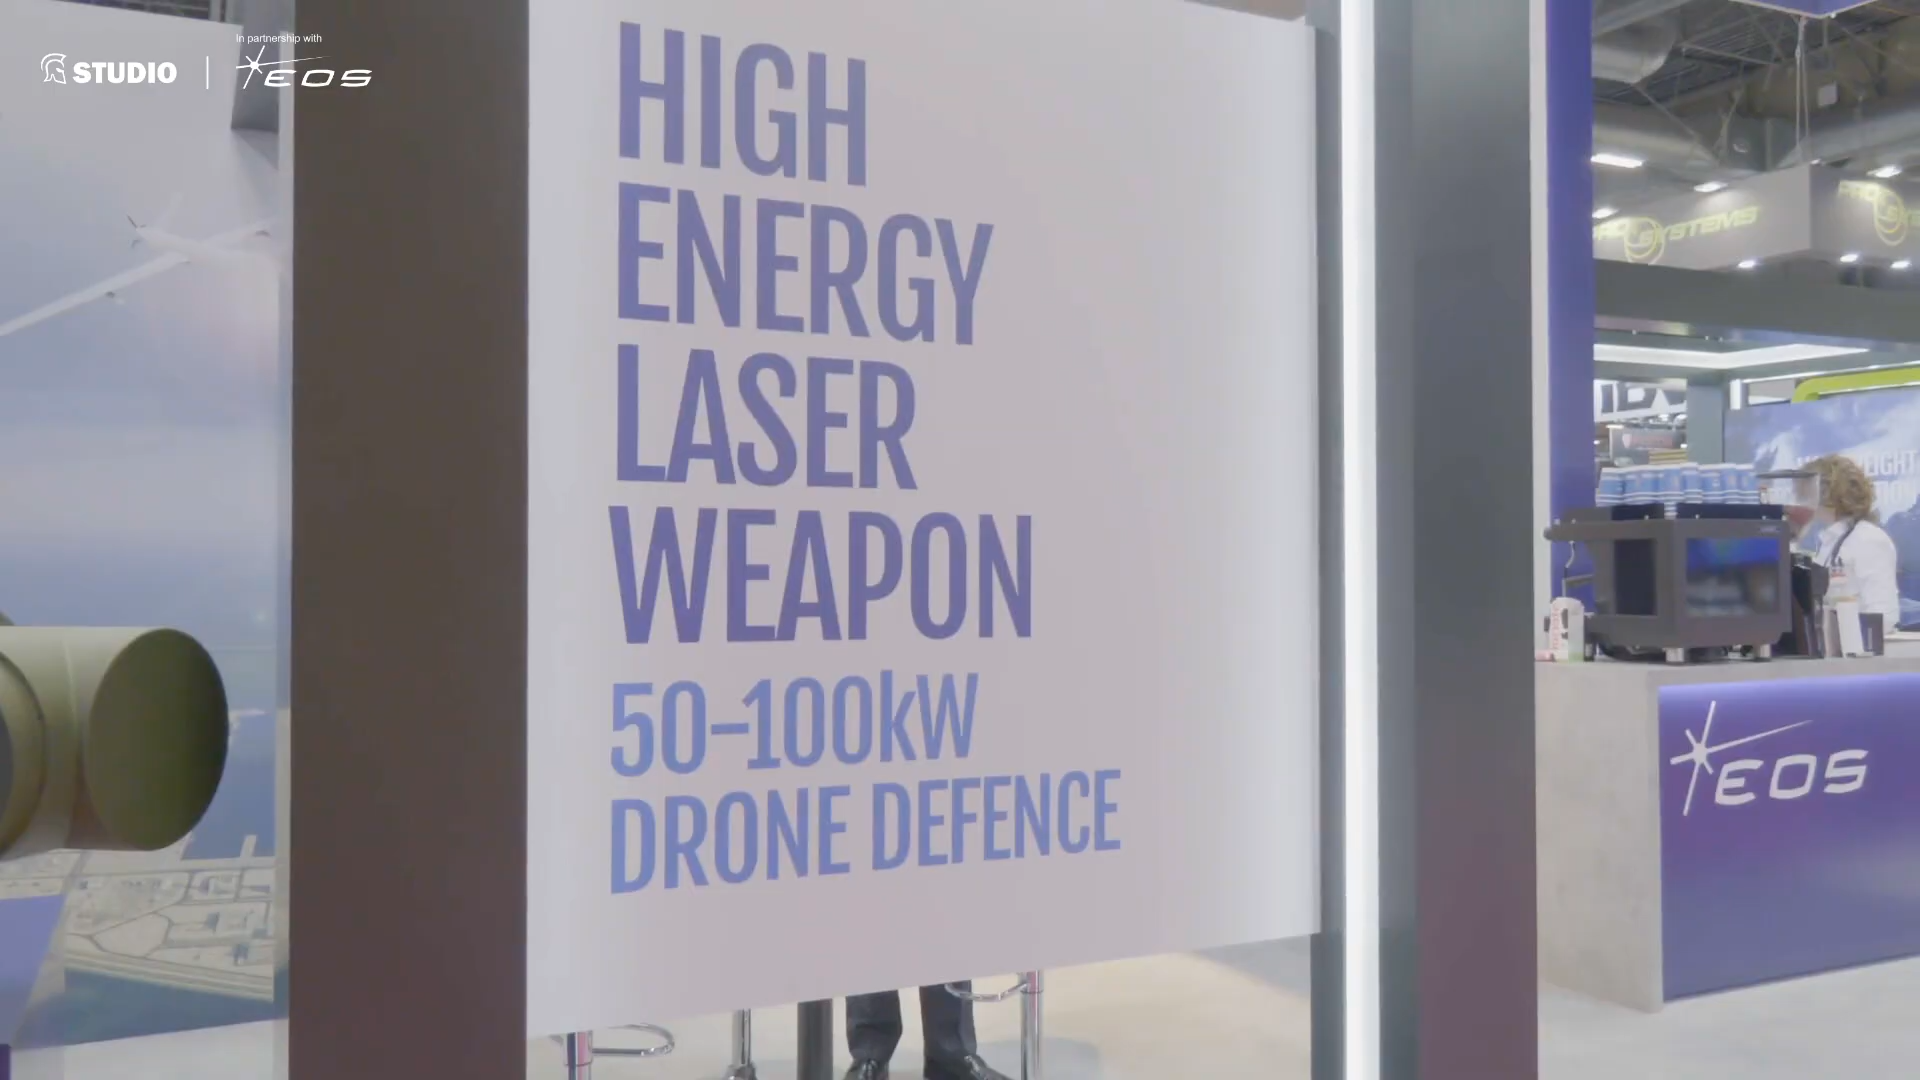 In partnership with
STUDIO
EOS
HIGH
ENERGY
LASER
WEAPON
50-100kW
DRONE DEFENCE
EOS